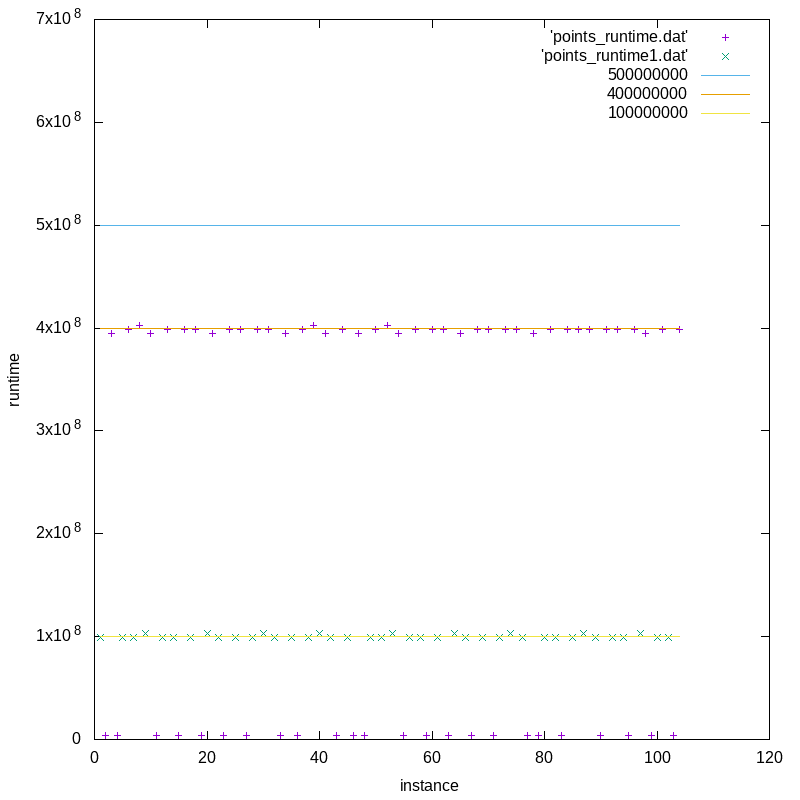 7x10^8
'points_runtime.dat'
'points_runtime1.dat'
500000000
400000000
100000000
6x10^8
5x10^8
4x10^8
3x10^8
2x10^8
1x10^8
0
runtime
0 20 40 60 80 100 120
instance